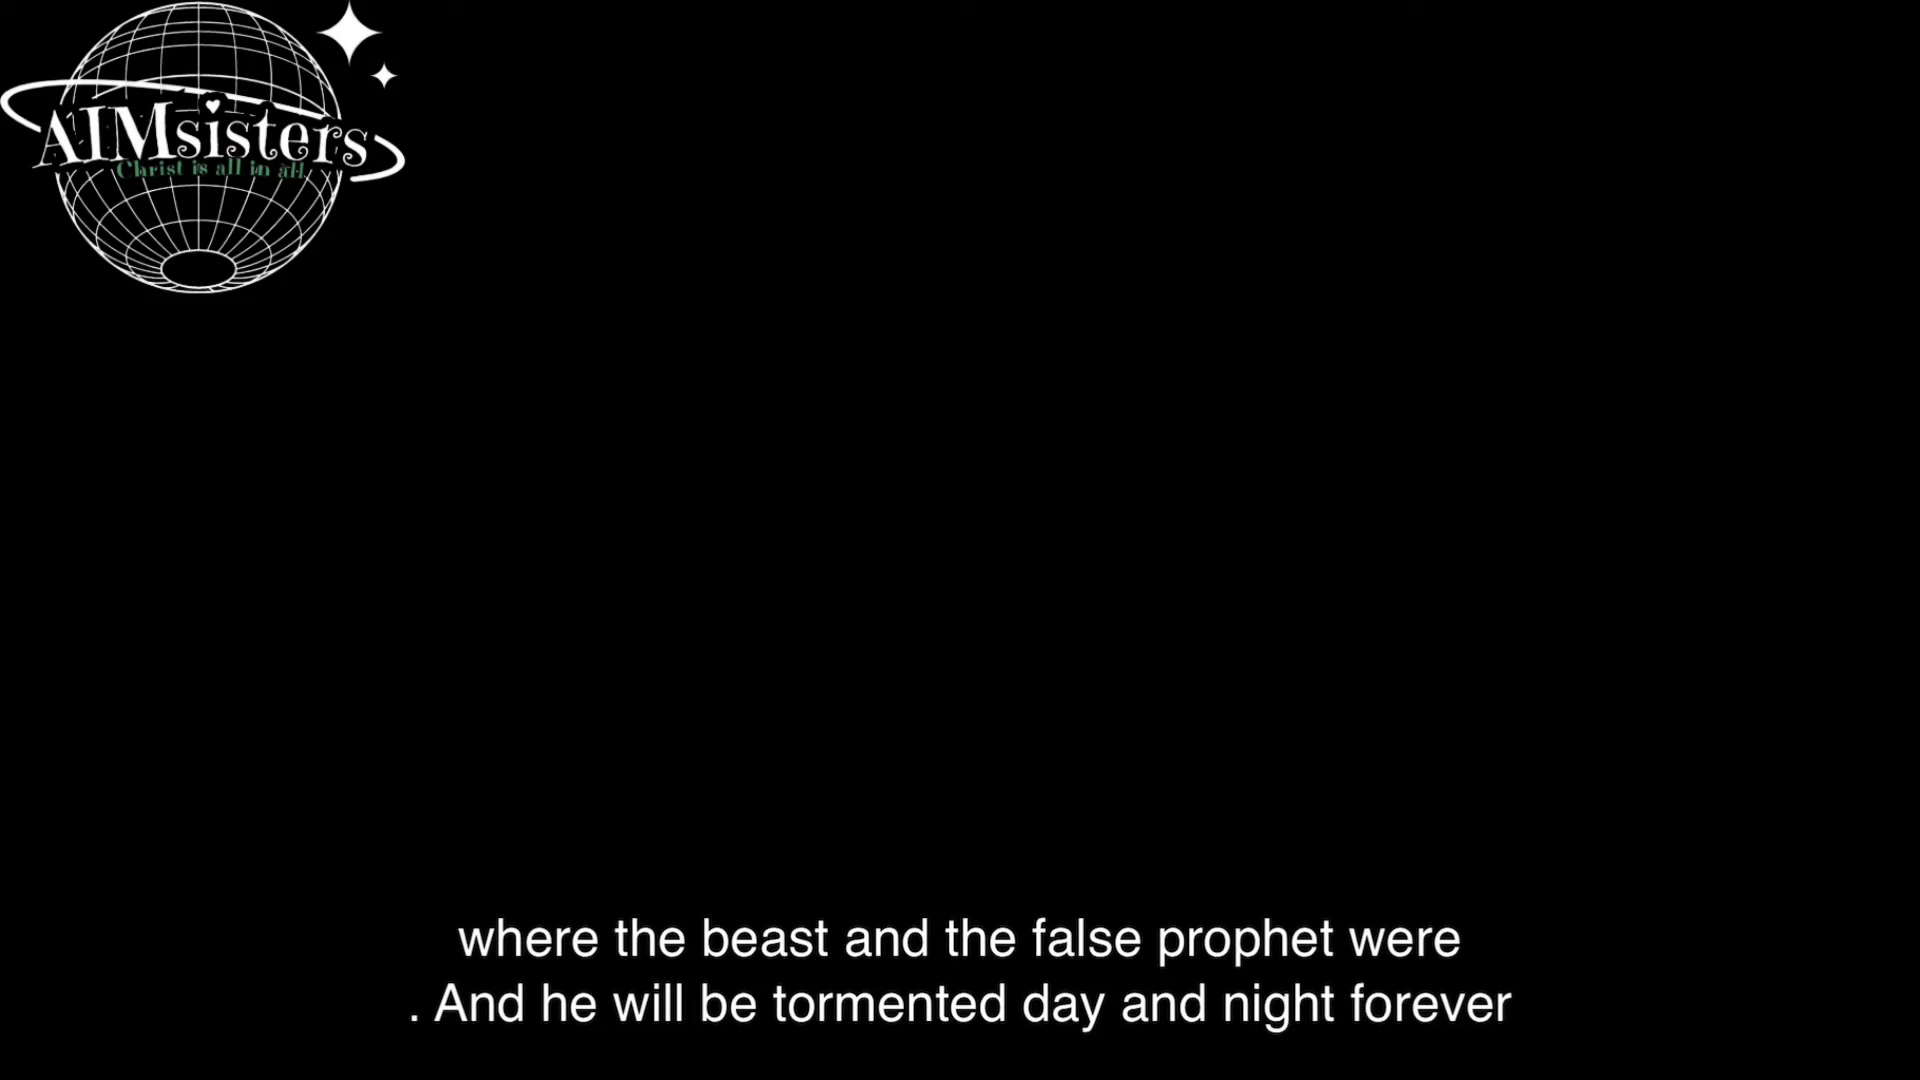 AIMsisters
Christ is all in all
where the beast and the false prophet were
. And he will be tormented day and night forever